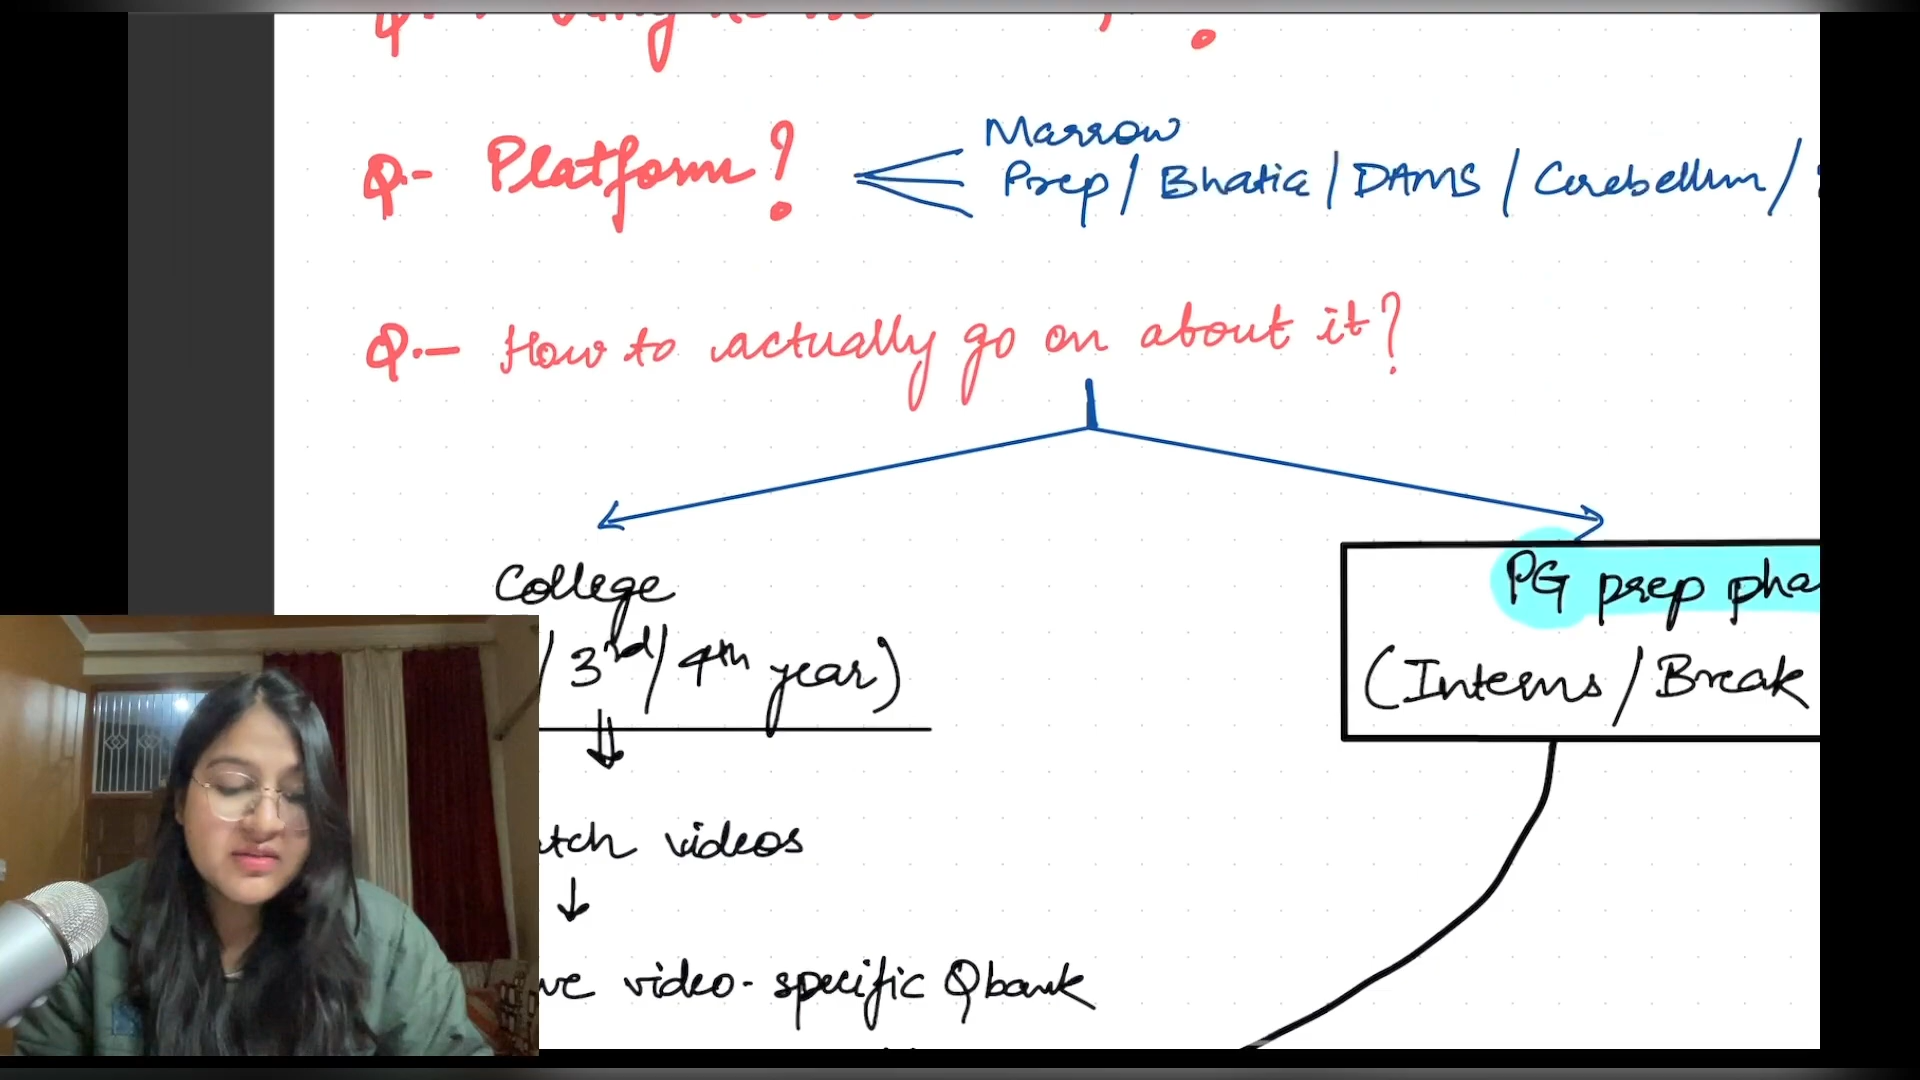 Q-
Q.- Platform?
Marrow
Prep / Bhatia / DAMS / Cerebellum /
Q.- How to actually go on about it?
College
/ 3rd / 4th year)
PG prep pha
(Interns / Break
tch videos
ve video-specific Qbank